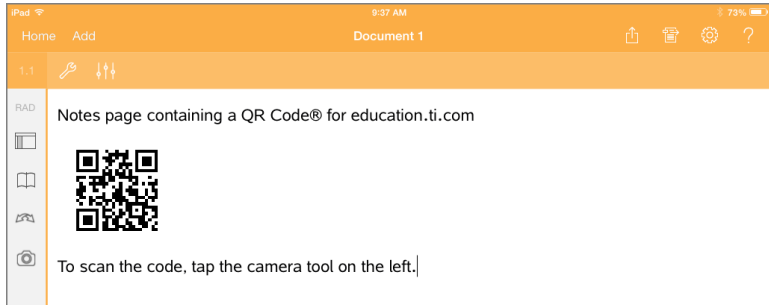 iPad 9:37 AM 73%
Home Add Document 1 ?
1.1
RAD
Notes page containing a QR Code® for education.ti.com
To scan the code, tap the camera tool on the left.